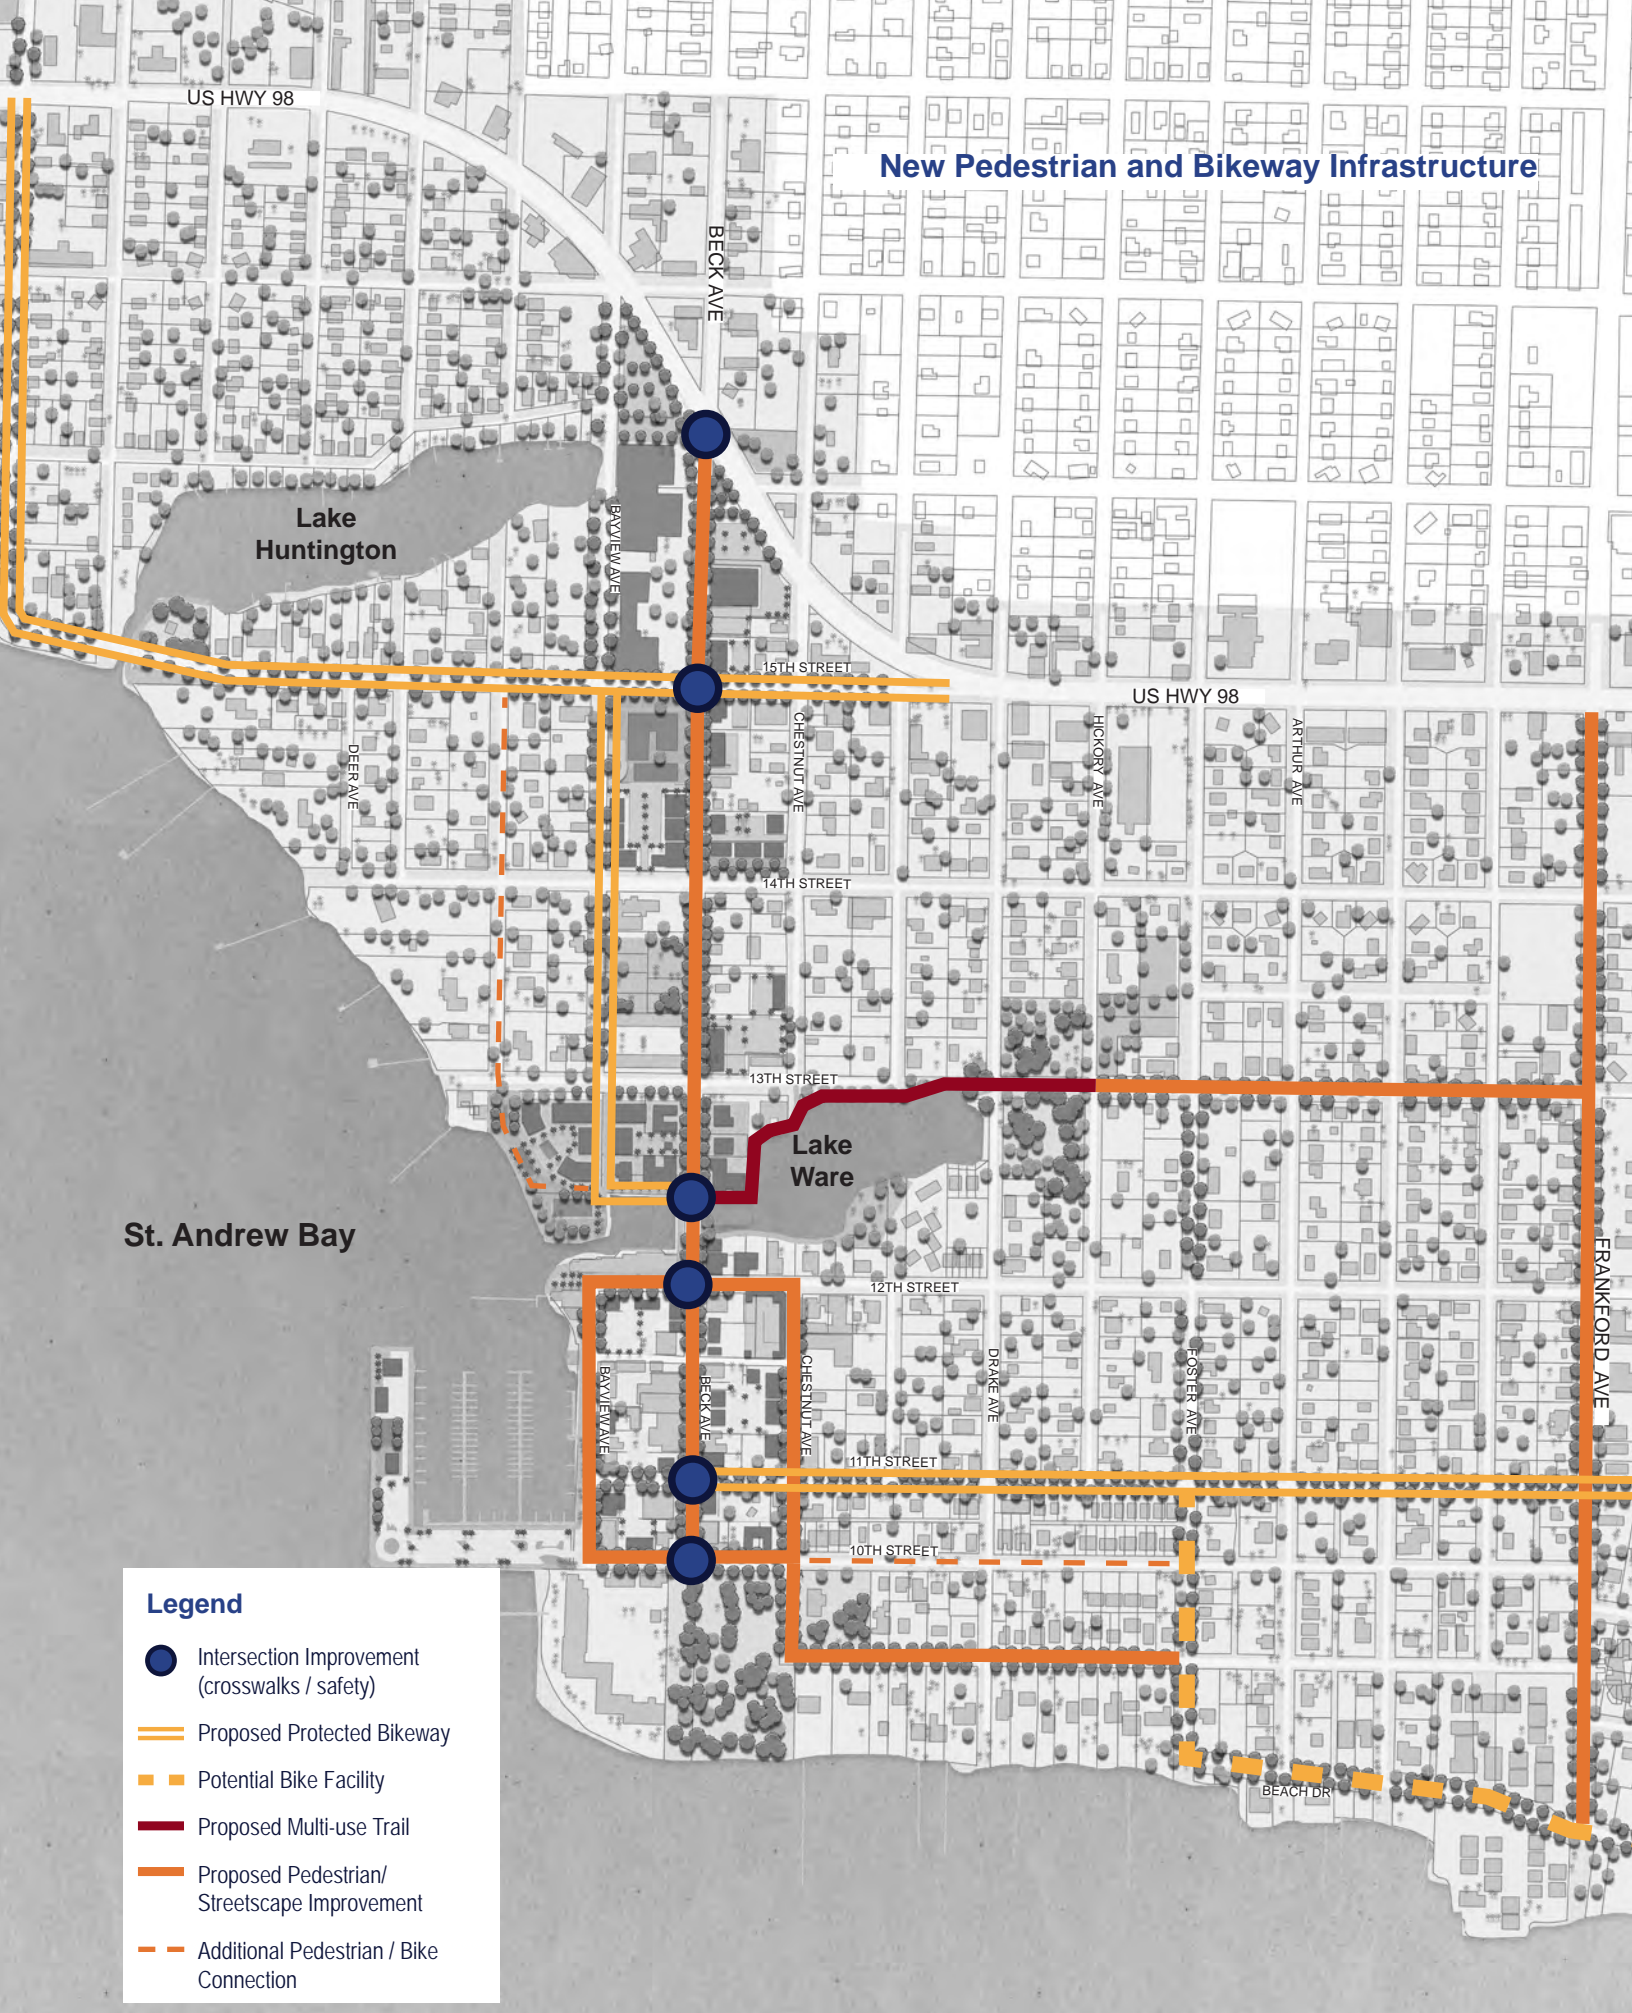 US HWY 98
New Pedestrian and Bikeway Infrastructure
BECK AVE
Lake
Huntington
BAYVIEW AVE
15TH STREET
US HWY 98
DEER AVE
CHESTNUT AVE
HICKORY AVE
ARTHUR AVE
14TH STREET
13TH STREET
Lake
Ware
St. Andrew Bay
12TH STREET
FRANKFORD AVE
BAYVIEW AVE
BECK AVE
CHESTNUT AVE
DRAKE AVE
FOSTER AVE
11TH STREET
10TH STREET
BEACH DR
Legend
Intersection Improvement
(crosswalks / safety)
Proposed Protected Bikeway
Potential Bike Facility
Proposed Multi-use Trail
Proposed Pedestrian/
Streetscape Improvement
Additional Pedestrian / Bike
Connection